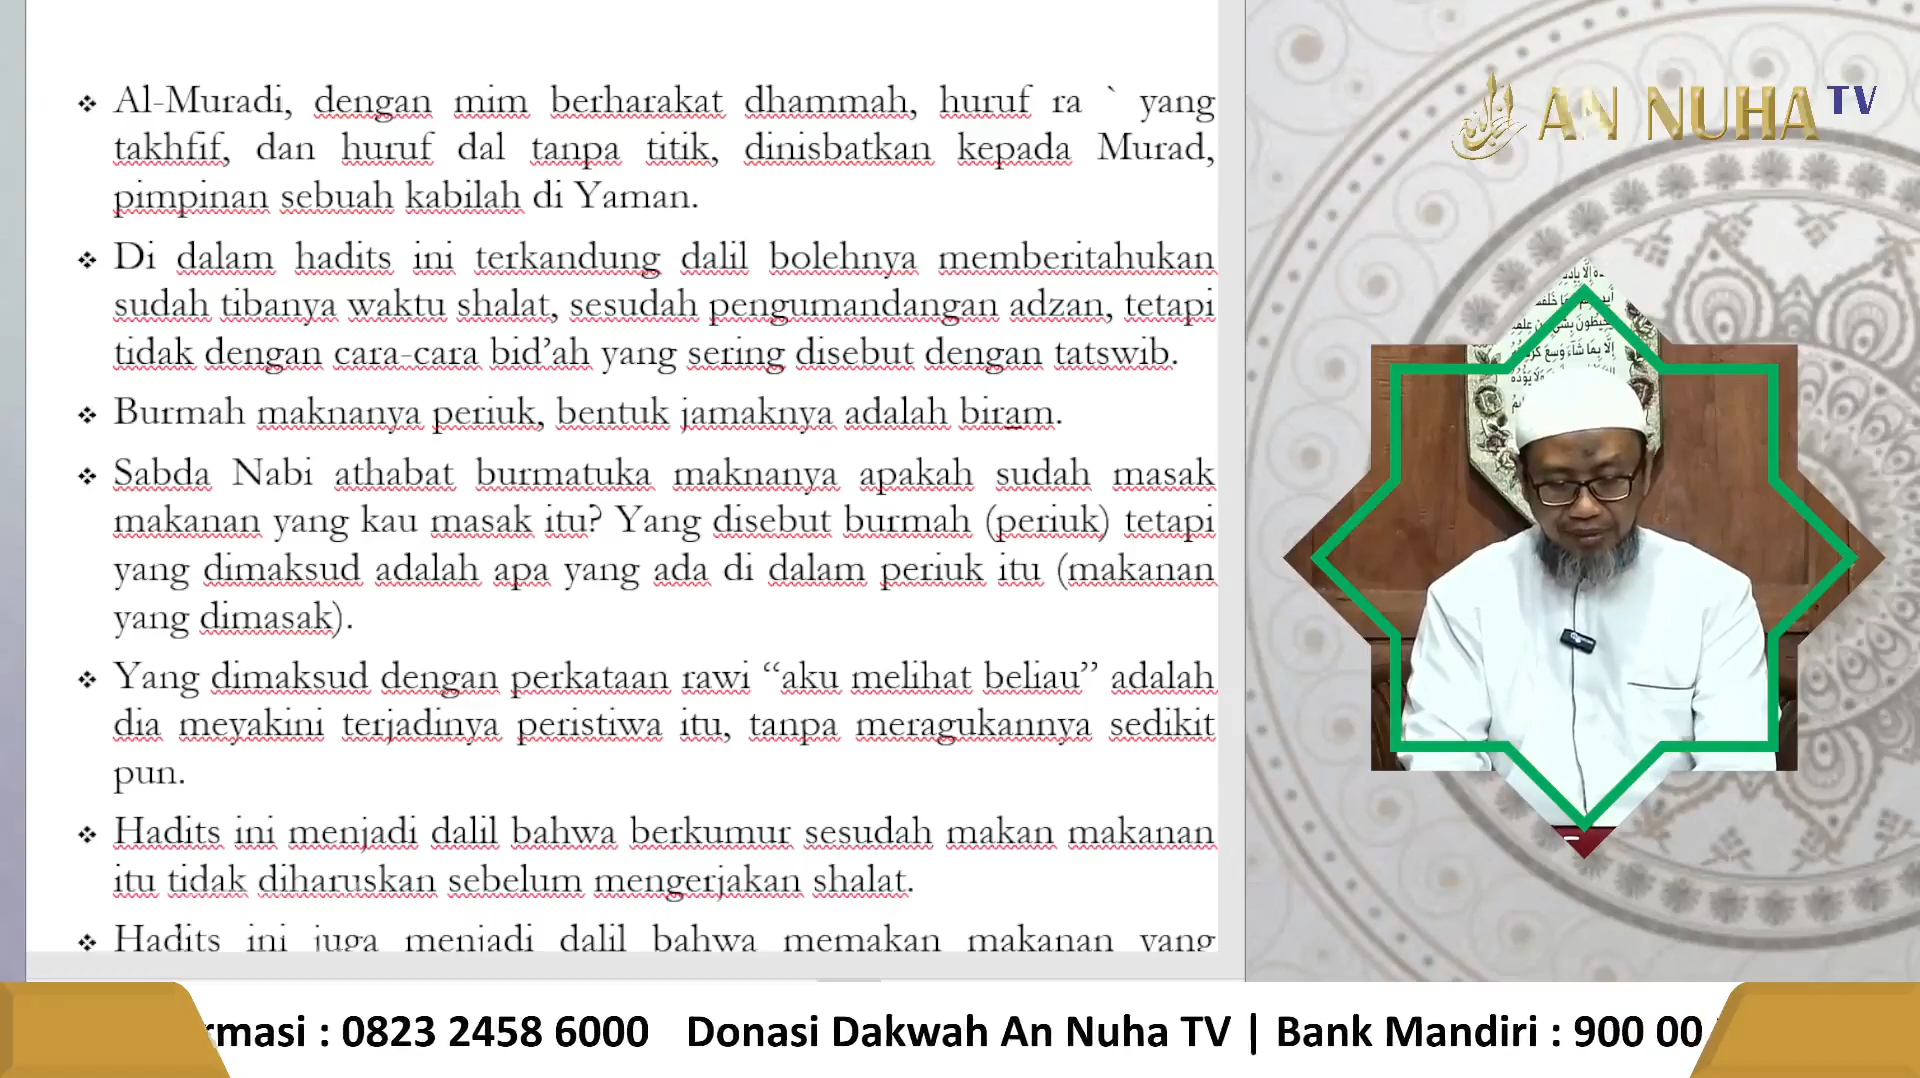 ❖ Al-Muradi, dengan mim berharakat dhammah, huruf ra ` yang
takhfif, dan huruf dal tanpa titik, dinisbatkan kepada Murad,
pimpinan sebuah kabilah di Yaman.
❖ Di dalam hadits ini terkandung dalil bolehnya memberitahukan
sudah tibanya waktu shalat, sesudah pengumandangan adzan, tetapi
tidak dengan cara-cara bid’ah yang sering disebut dengan tatswib.
❖ Burmah maknanya periuk, bentuk jamaknya adalah biram.
❖ Sabda Nabi athabat burmatuka maknanya apakah sudah masak
makanan yang kau masak itu? Yang disebut burmah (periuk) tetapi
yang dimaksud adalah apa yang ada di dalam periuk itu (makanan
yang dimasak).
❖ Yang dimaksud dengan perkataan rawi “aku melihat beliau” adalah
dia meyakini terjadinya peristiwa itu, tanpa meragukannya sedikit
pun.
❖ Hadits ini menjadi dalil bahwa berkumur sesudah makan makanan
itu tidak diharuskan sebelum mengerjakan shalat.
❖ Hadits ini juga menjadi dalil bahwa memakan makanan yang
AN NUHA TV
rmasi : 0823 2458 6000 Donasi Dakwah An Nuha TV | Bank Mandiri : 900 00